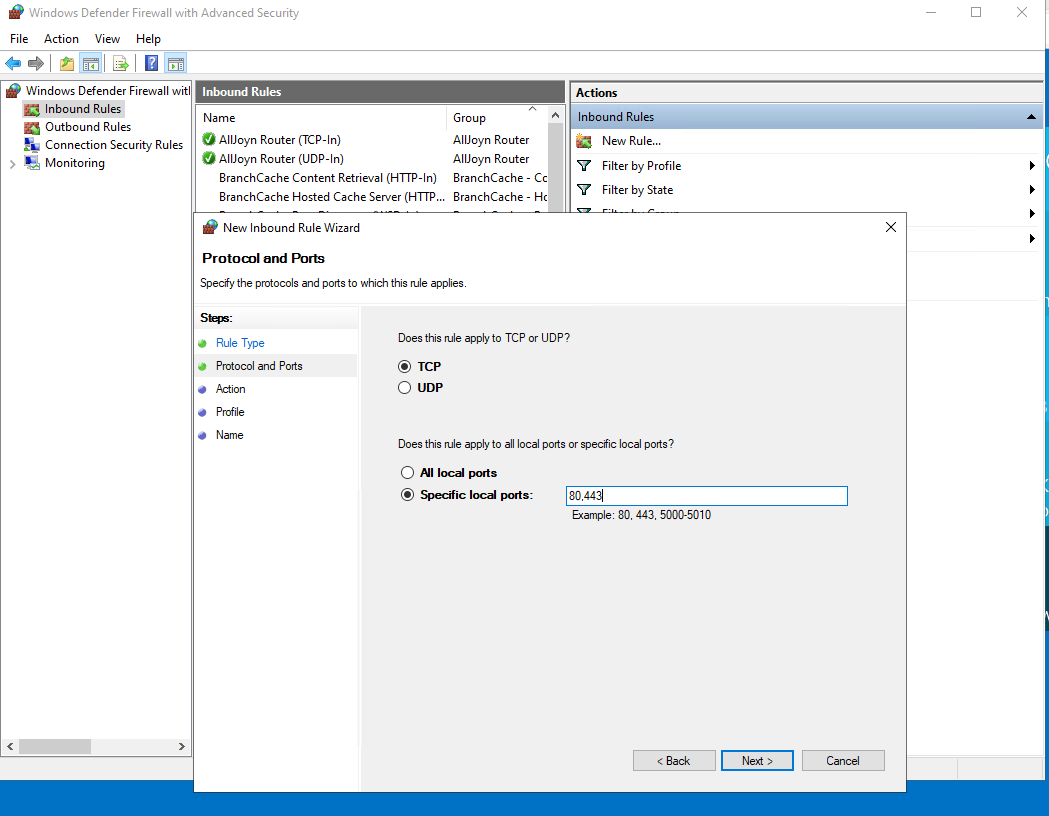 Windows Defender Firewall with Advanced Security
File Action View Help
Windows Defender Firewall witl
Inbound Rules
Outbound Rules
Connection Security Rules
Monitoring
Inbound Rules
Name Group
AllJoyn Router (TCP-In) AllJoyn Router
AllJoyn Router (UDP-In) AllJoyn Router
BranchCache Content Retrieval (HTTP-In) BranchCache - Cc
BranchCache Hosted Cache Server (HTTP... BranchCache - Hc
Actions
Inbound Rules
New Rule...
Filter by Profile
Filter by State
Filter by Group
New Inbound Rule Wizard
Protocol and Ports
Specify the protocols and ports to which this rule applies.
Steps:
Rule Type
Protocol and Ports
Action
Profile
Name
Does this rule apply to TCP or UDP?
TCP
UDP
Does this rule apply to all local ports or specific local ports?
All local ports
Specific local ports: 80,443
Example: 80, 443, 5000-5010
< Back Next > Cancel